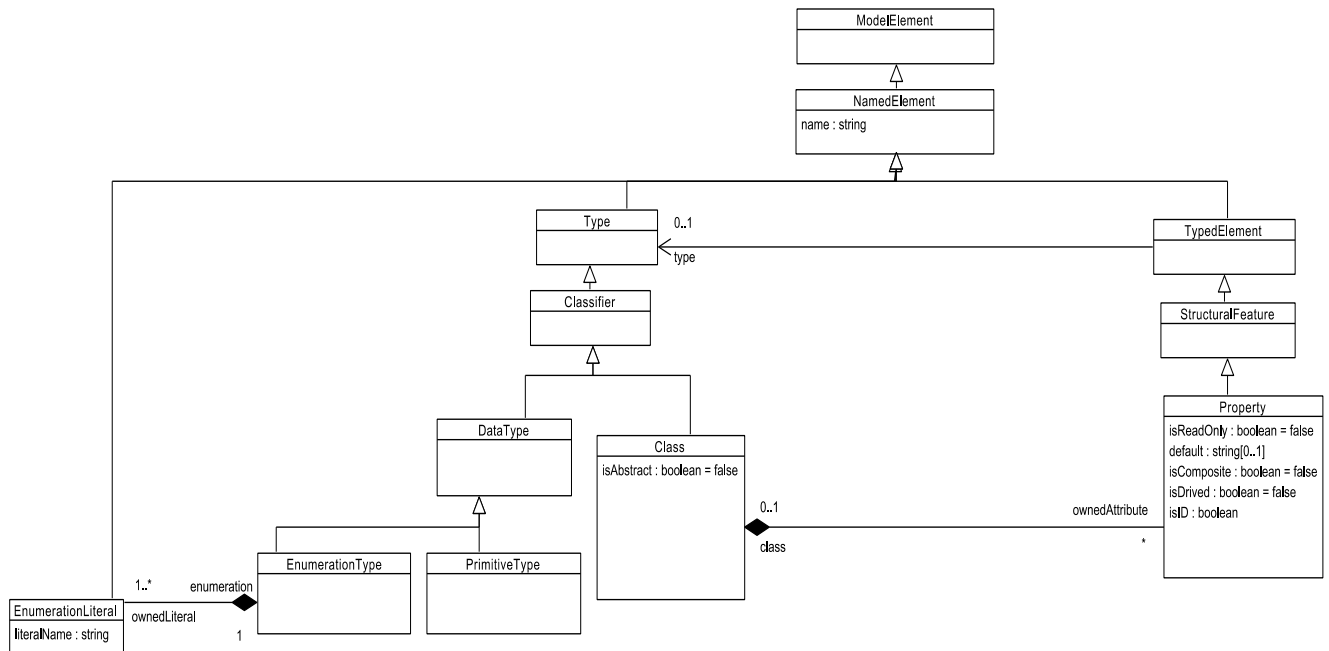 ModelElement
NamedElement
name : string
Type
0..1
type
TypedElement
Classifier
StructuralFeature
DataType
Class
isAbstract : boolean = false
Property
isReadOnly : boolean = false
default : string[0..1]
isComposite : boolean = false
isDrived : boolean = false
isID : boolean
0..1
class
ownedAttribute
*
EnumerationType
PrimitiveType
1..*
enumeration
ownedLiteral
1
EnumerationLiteral
literalName : string